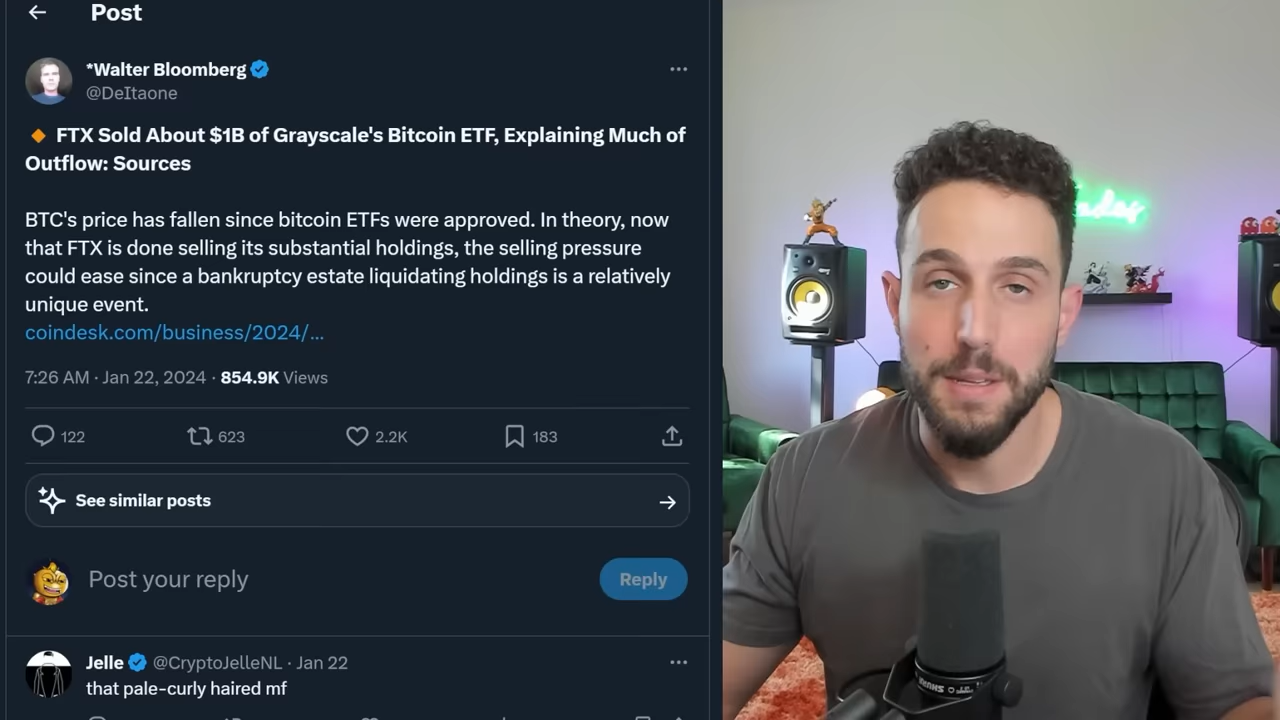 Post
*Walter Bloomberg
@DeItaone
FTX Sold About $1B of Grayscale's Bitcoin ETF, Explaining Much of
Outflow: Sources
BTC's price has fallen since bitcoin ETFs were approved. In theory, now
that FTX is done selling its substantial holdings, the selling pressure
could ease since a bankruptcy estate liquidating holdings is a relatively
unique event.
coindesk.com/business/2024/...
7:26 AM · Jan 22, 2024 · 854.9K Views
122 623 2.2K 183
See similar posts
Post your reply
Reply
Jelle @CryptoJelleNL · Jan 22
that pale-curly haired mf
SHURE